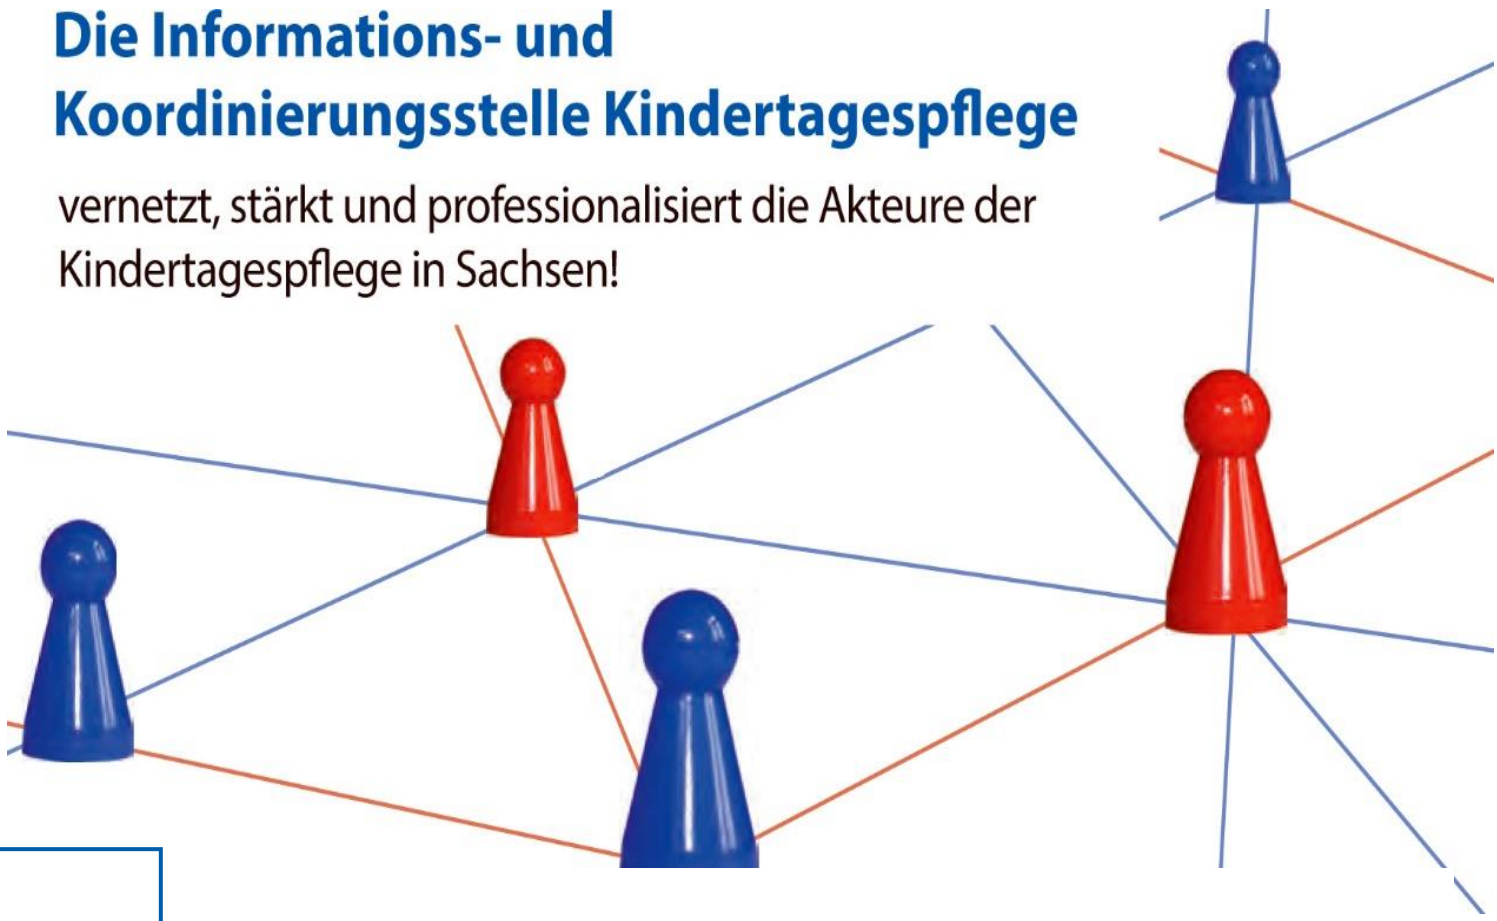 Die Informations- und
Koordinierungsstelle Kindertagespflege
vernetzt, stärkt und professionalisiert die Akteure der
Kindertagespflege in Sachsen!